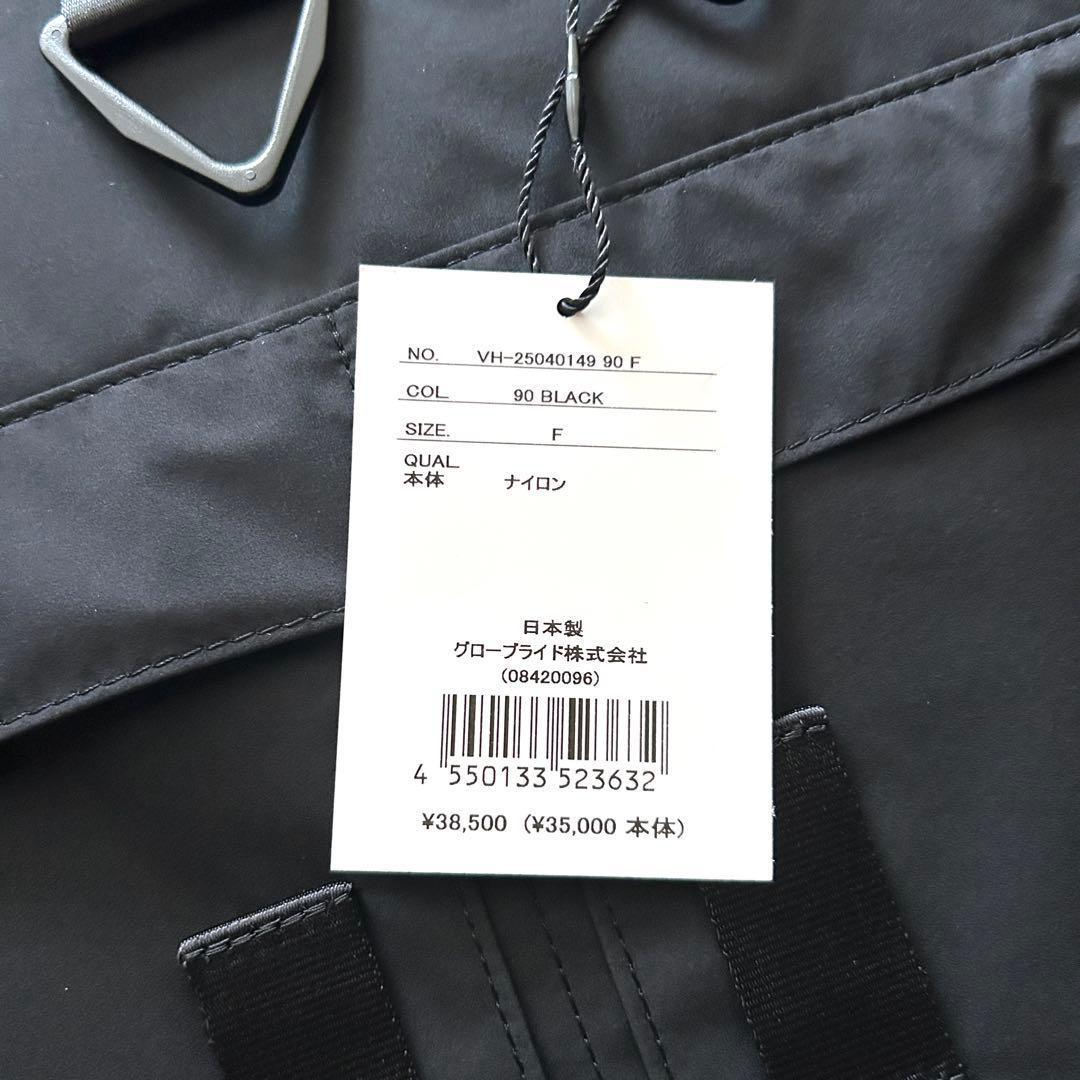 NO. VH-25040149 90 F
COL. 90 BLACK
SIZE. F
QUAL.
本体 ナイロン
日本製
グローブライド株式会社
(08420096)
4 550133 523632
¥38,500 (¥35,000 本体)